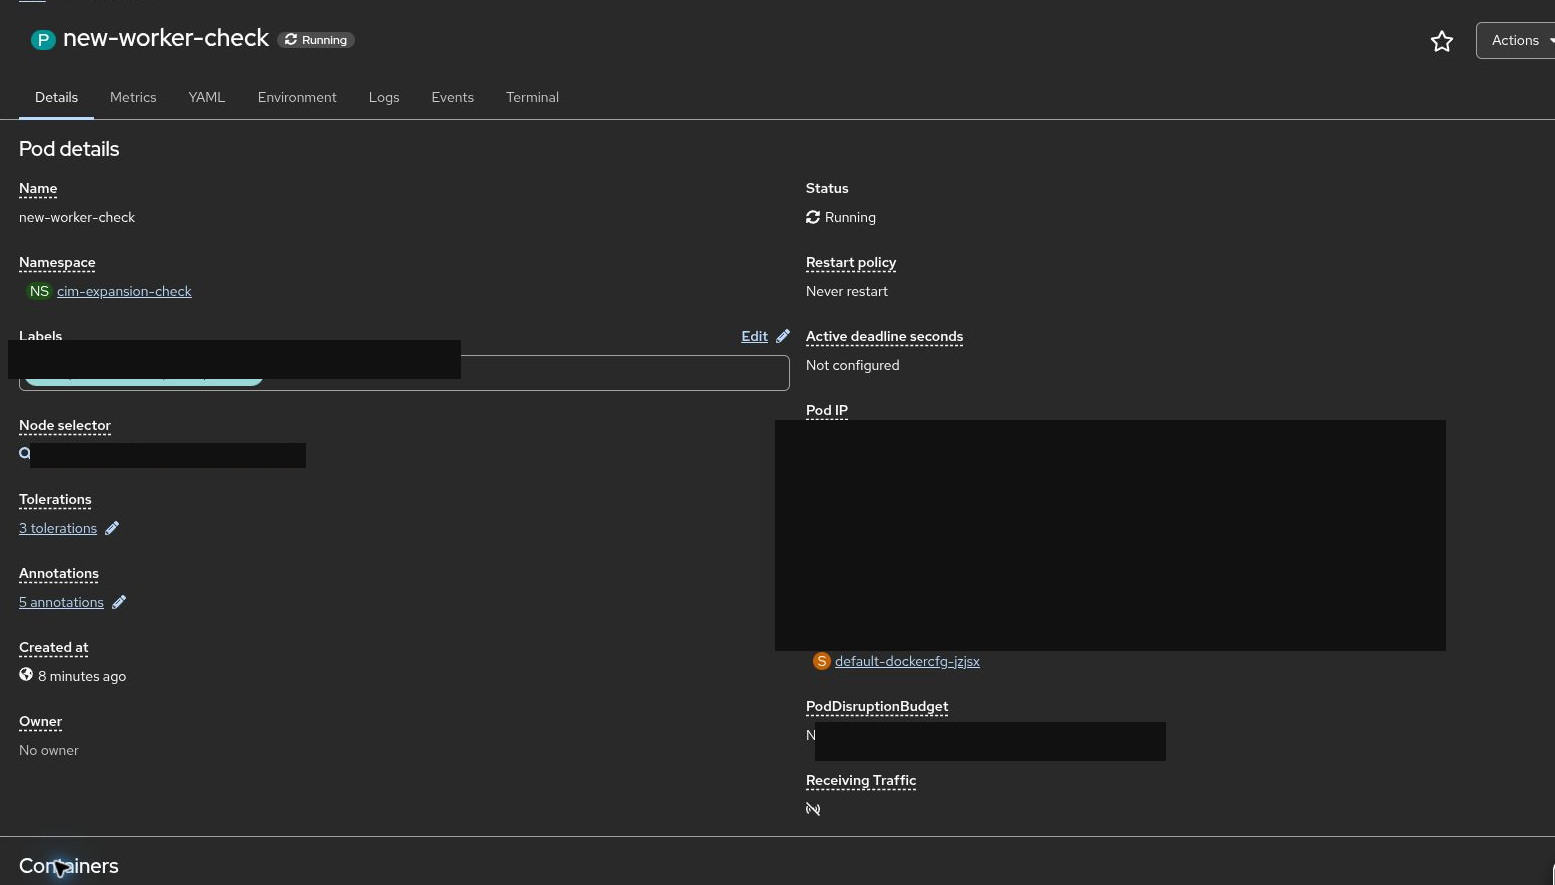 P new-worker-check Running
Actions
Details Metrics YAML Environment Logs Events Terminal
Pod details
Name
new-worker-check
Namespace
NS cim-expansion-check
Labels
Edit
Node selector
Tolerations
3 tolerations
Annotations
5 annotations
Created at
8 minutes ago
Owner
No owner
Status
Running
Restart policy
Never restart
Active deadline seconds
Not configured
Pod IP
S default-dockercfg-jzjsx
PodDisruptionBudget
N
Receiving Traffic
Containers